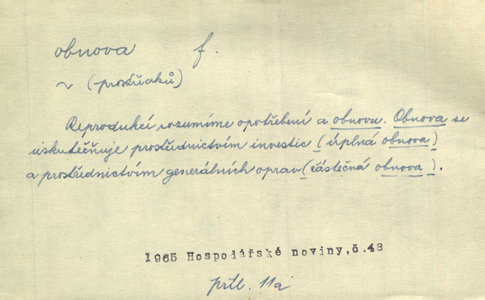 obnova f.
~ (prostředků)
Reprodukcí rozumíme opotřebení a obnovu. Obnova se
uskutečňuje prostřednictvím investic (úplná obnova)
a prostřednictvím generálních oprav (částečná obnova).
1965 Hospodářské noviny, č.48
příl. 11a